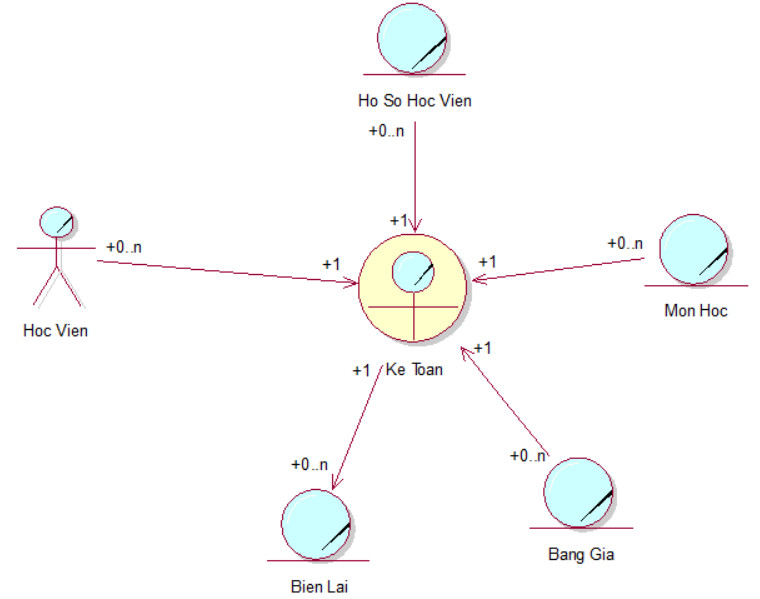 Ho So Hoc Vien
+0..n
+1
+0..n
+1
Hoc Vien
+0..n
+1
Mon Hoc
Ke Toan
+1
+0..n
Bien Lai
+1
+0..n
Bang Gia